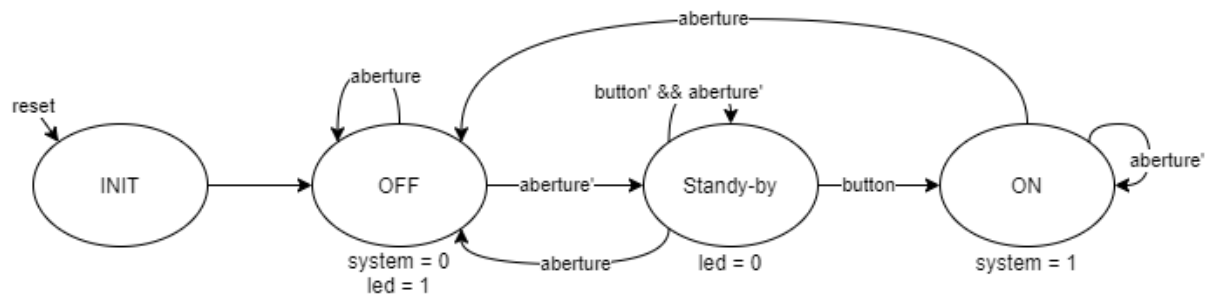 aberture
aberture
button' && aberture'
reset
aberture'
INIT
OFF
aberture'
Standy-by
button
ON
aberture
system = 0
led = 1
led = 0
system = 1